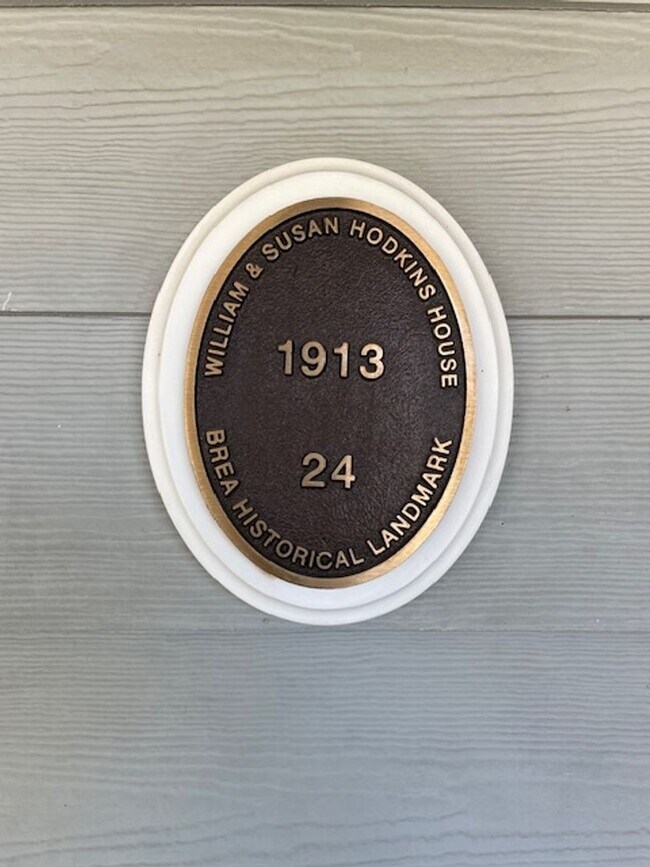 WILLIAM & SUSAN HODKINS HOUSE
1913
24
BREA HISTORICAL LANDMARK